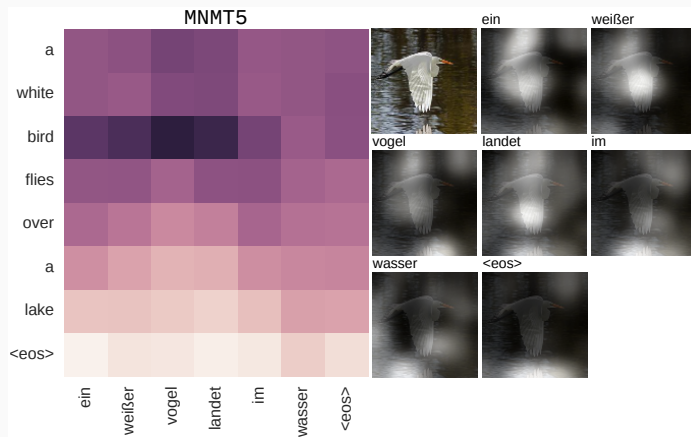 MNMT5
a
white
bird
flies
over
a
lake
<eos>
ein
weißer
vogel
landet
im
wasser
<eos>
ein weißer
vogel landet im
wasser <eos>